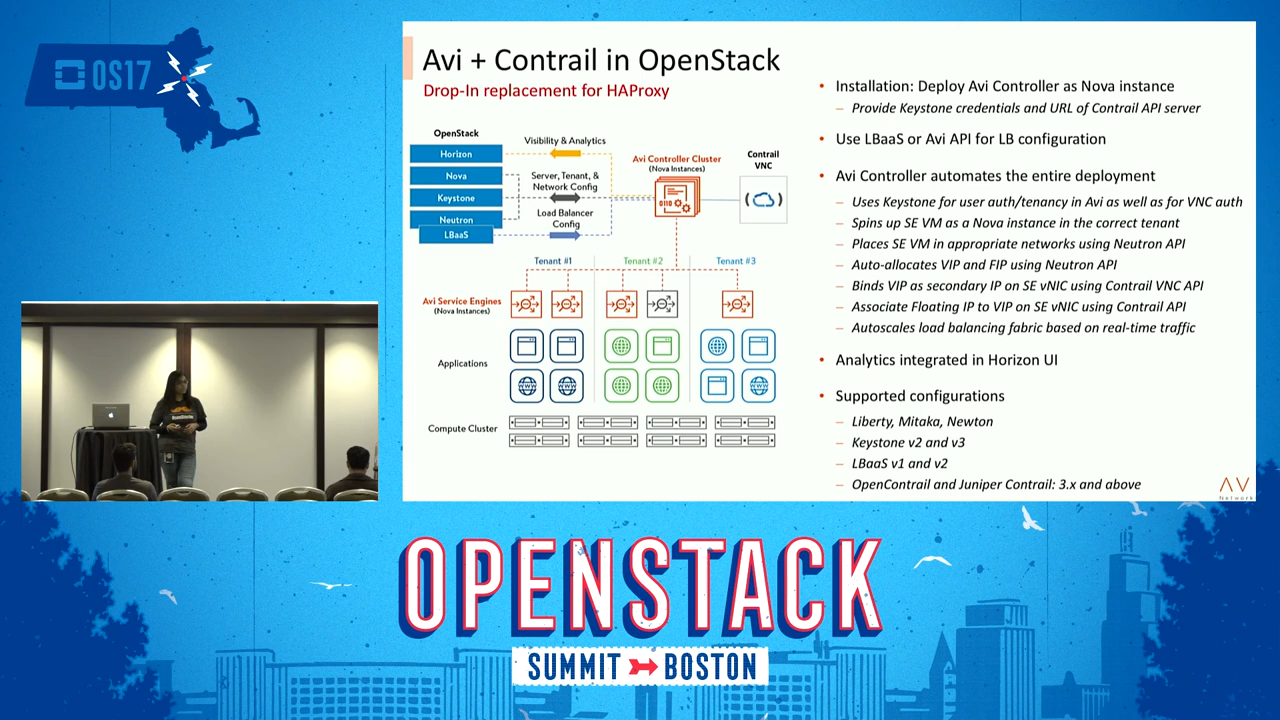 OS17
Avi + Contrail in OpenStack
Drop-In replacement for HAProxy
OpenStack
Horizon
Nova
Keystone
Neutron
LBaaS
Visibility & Analytics
Server, Tenant, &
Network Config
Load Balancer
Config
Avi Controller Cluster
(Nova Instances)
Contrail
VNC
Tenant #1
Tenant #2
Tenant #3
Avi Service Engines
(Nova Instances)
Applications
WWW
WWW
WWW
Compute Cluster
• Installation: Deploy Avi Controller as Nova instance
– Provide Keystone credentials and URL of Contrail API server
• Use LBaaS or Avi API for LB configuration
• Avi Controller automates the entire deployment
– Uses Keystone for user auth/tenancy in Avi as well as for VNC auth
– Spins up SE VM as a Nova instance in the correct tenant
– Places SE VM in appropriate networks using Neutron API
– Auto-allocates VIP and FIP using Neutron API
– Binds VIP as secondary IP on SE vNIC using Contrail VNC API
– Associate Floating IP to VIP on SE vNIC using Contrail API
– Autoscales load balancing fabric based on real-time traffic
• Analytics integrated in Horizon UI
• Supported configurations
– Liberty, Mitaka, Newton
– Keystone v2 and v3
– LBaaS v1 and v2
– OpenContrail and Juniper Contrail: 3.x and above
AV
Network
OPENSTACK
SUMMIT BOSTON